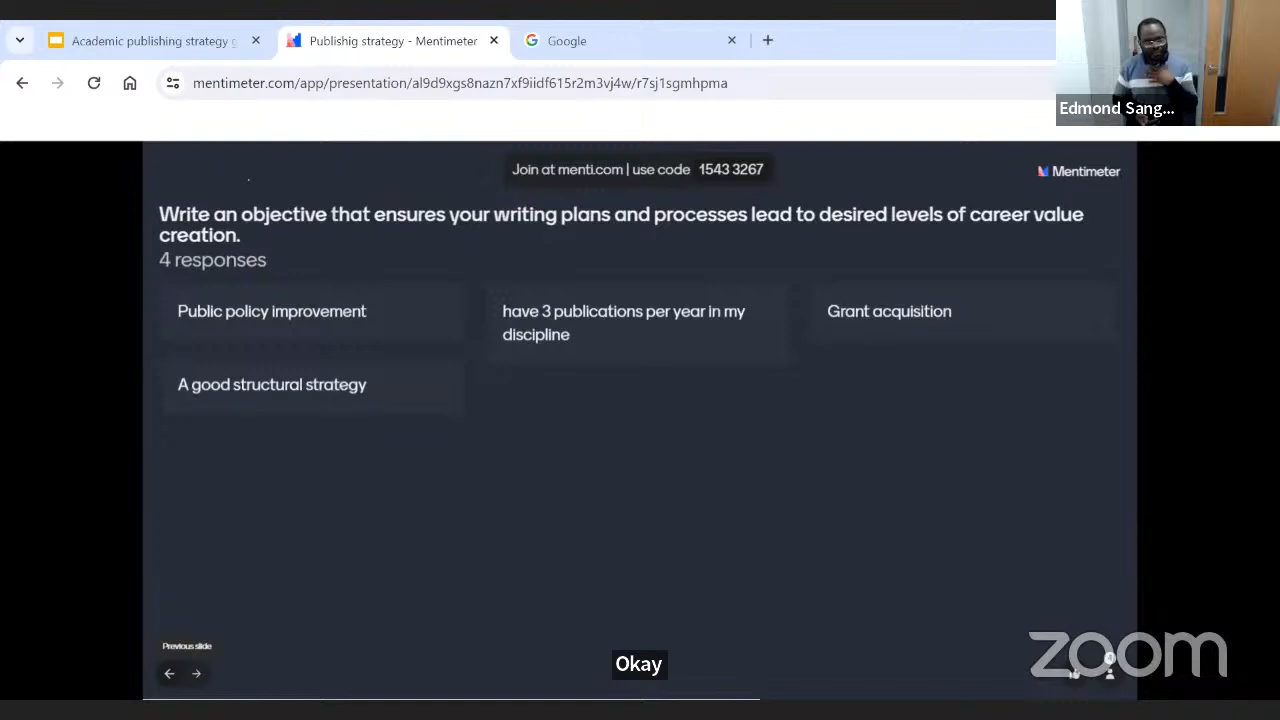 Academic publishing strategy
Publishig strategy - Mentimeter
Google
mentimeter.com/app/presentation/al9d9xgs8nazn7xf9iidf615r2m3vj4w/r7sj1sgmhpma
Edmond Sang...
Join at menti.com | use code 1543 3267
Mentimeter
Write an objective that ensures your writing plans and processes lead to desired levels of career value
creation.
4 responses
Public policy improvement
have 3 publications per year in my
discipline
Grant acquisition
A good structural strategy
Previous slide
Okay
zoom